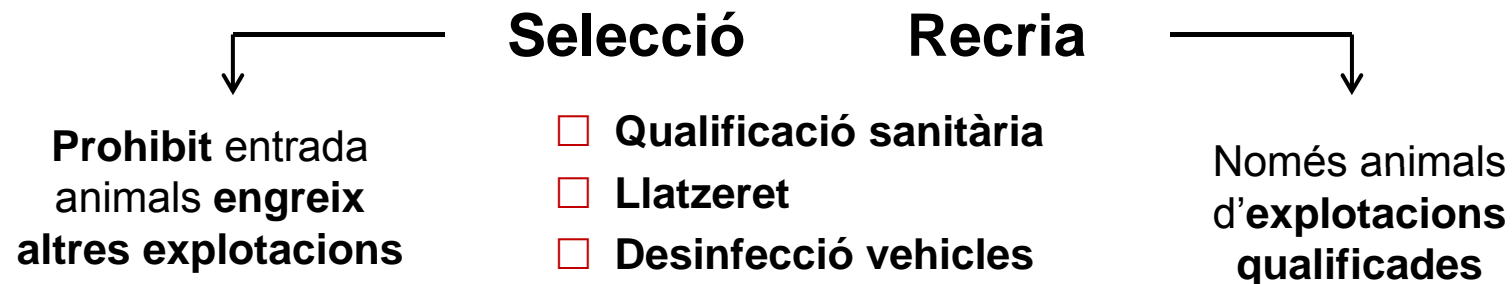 Selecció Recria
Prohibit entrada
animals engreix
altres explotacions
□ Qualificació sanitària
□ Llatzeret
□ Desinfecció vehicles
Només animals
d’explotacions
qualificades